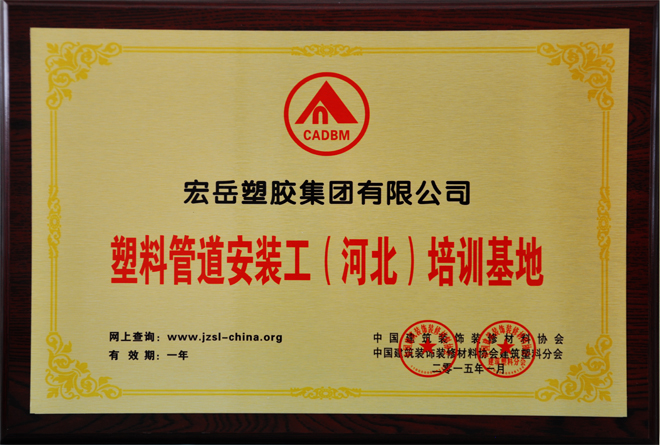 CADBM
宏岳塑胶集团有限公司
塑料管道安装工（河北）培训基地
网上查询：www.jzsl-china.org
有效期：一年
中国建筑装饰装修材料协会
中国建筑装饰装修材料协会建筑塑料分会
二〇一五年一月